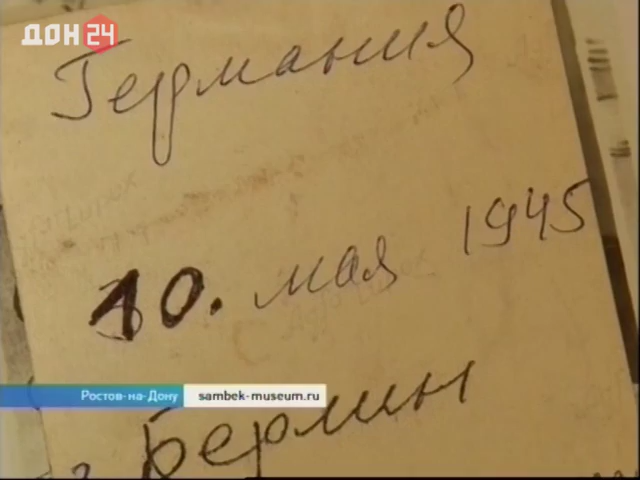 ДОН 24
Германия
10. мая 1945
Ростов-на-Дону sambek-museum.ru
г Берлин